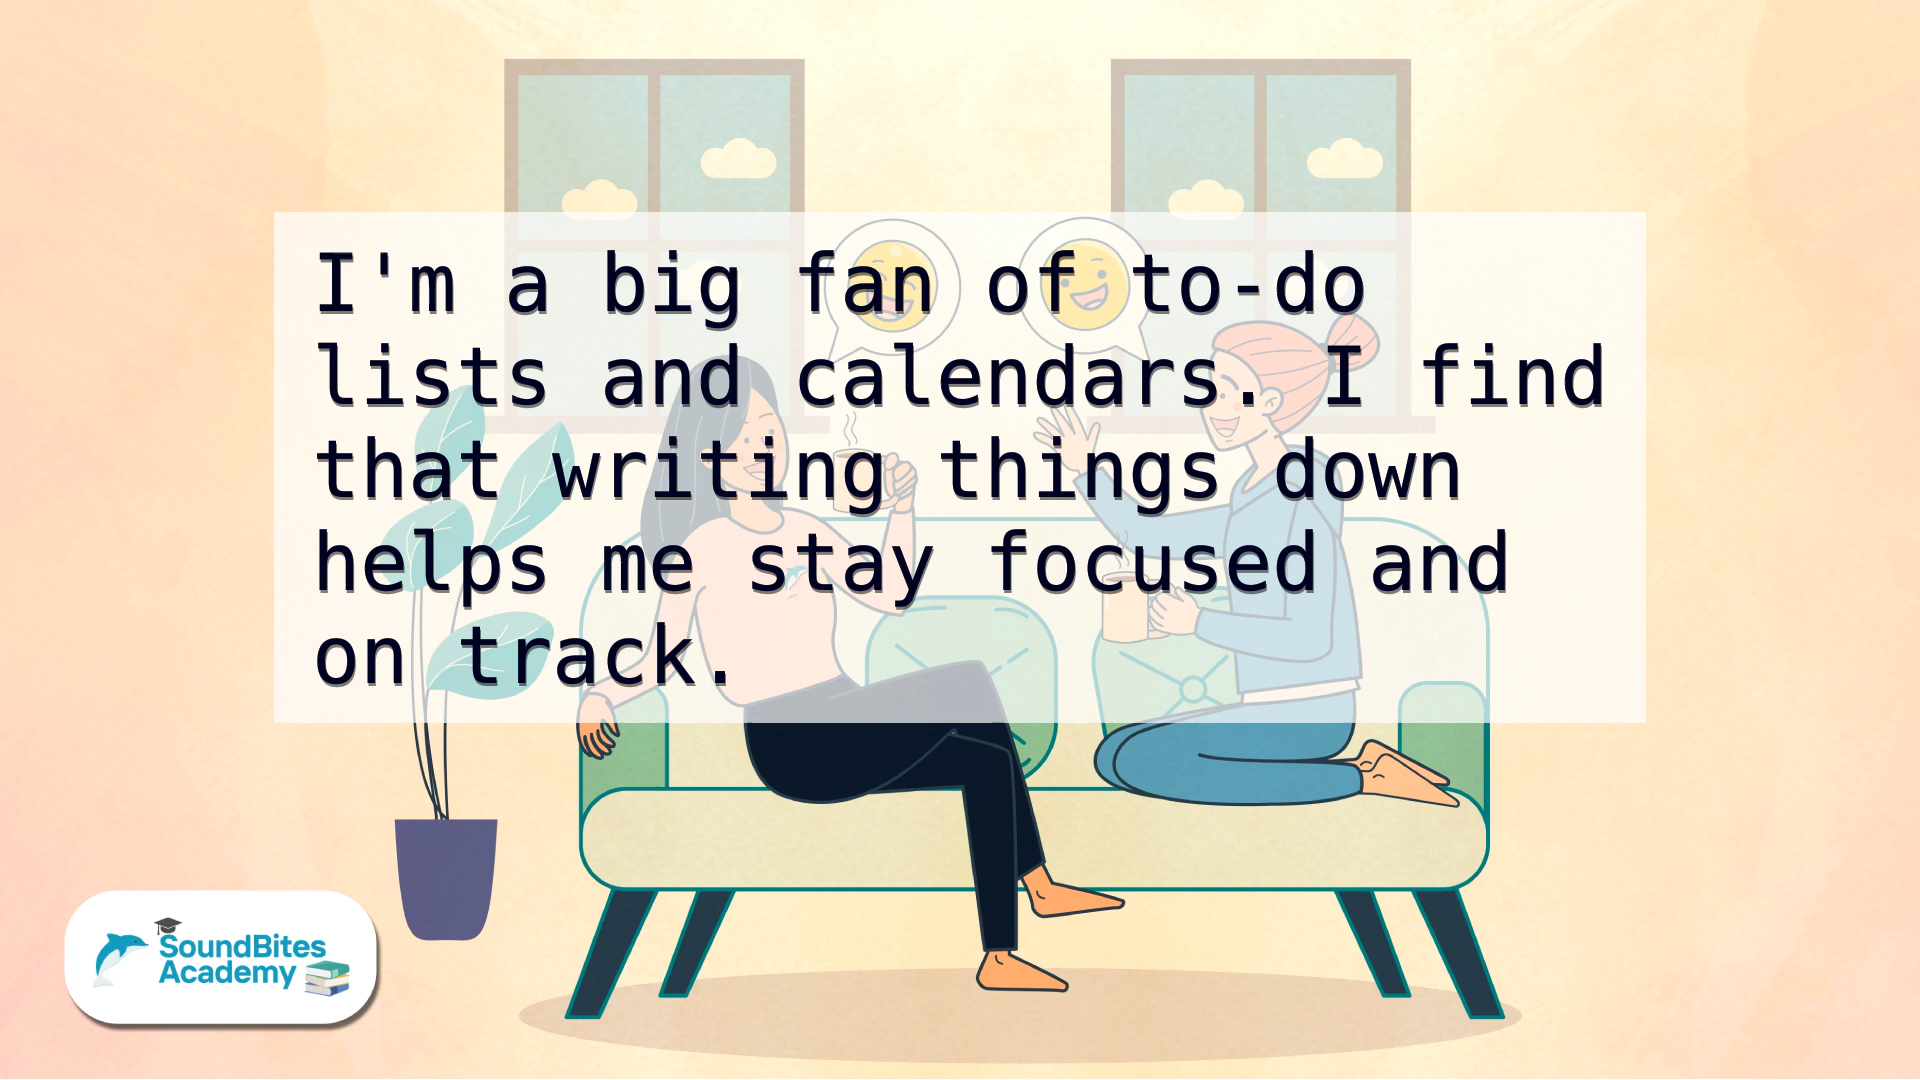 I'm a big fan of to-do
lists and calendars. I find
that writing things down
helps me stay focused and
on track.
SoundBites
Academy